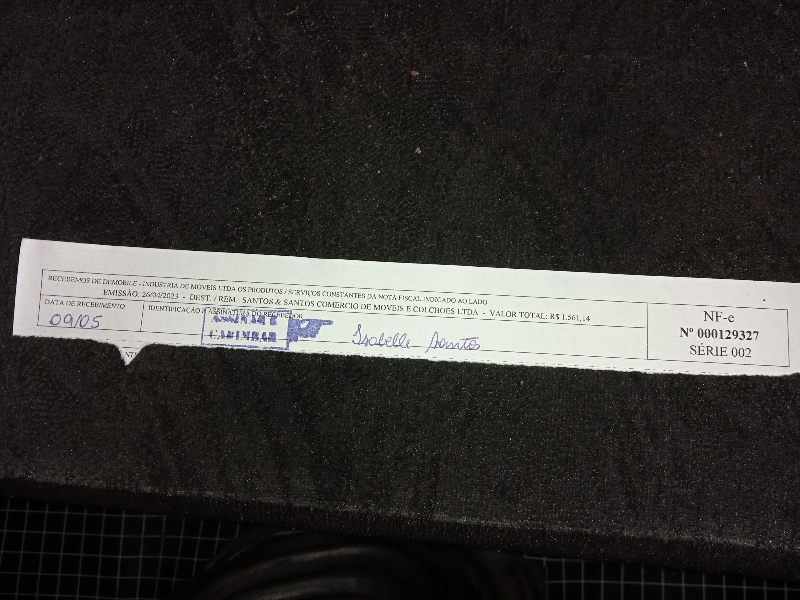 RECEBEMOS DE DEMOBILE - INDUSTRIA DE MOVEIS LTDA OS PRODUTOS / SERVIÇOS CONSTANTES DA NOTA FISCAL INDICADO AO LADO
EMISSÃO: 26/04/2023 - DEST. / REM: SANTOS & SANTOS COMERCIO DE MOVEIS E COLCHOES LTDA - VALOR TOTAL: R$ 1.561,14
DATA DE RECEBIMENTO
09/05
IDENTIFICAÇÃO E ASSINATURA DO RECEBEDOR
ASSINAR E
CARIMBAR
Isabelle Santos
NF-e
Nº 000129327
SÉRIE 002